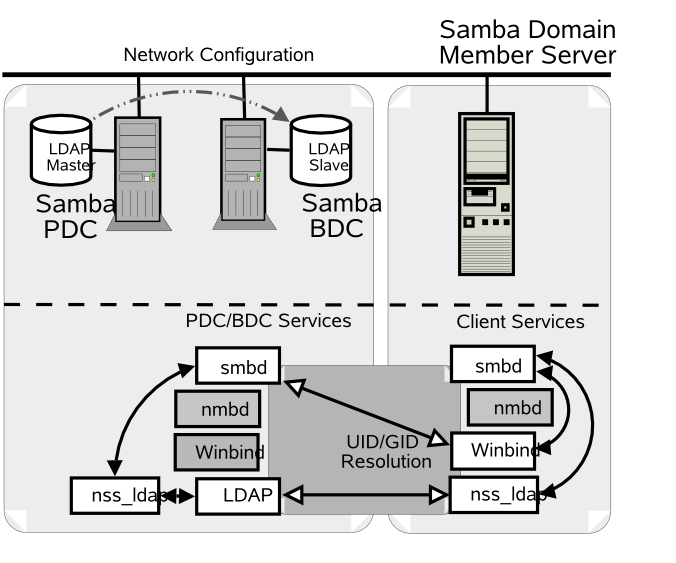 Samba Domain
Member Server
Network Configuration
LDAP
Master
LDAP
Slave
Samba
PDC
Samba
BDC
PDC/BDC Services
Client Services
smbd
smbd
nmbd
nmbd
UID/GID
Resolution
Winbind
Winbind
nss_ldap
LDAP
nss_ldap